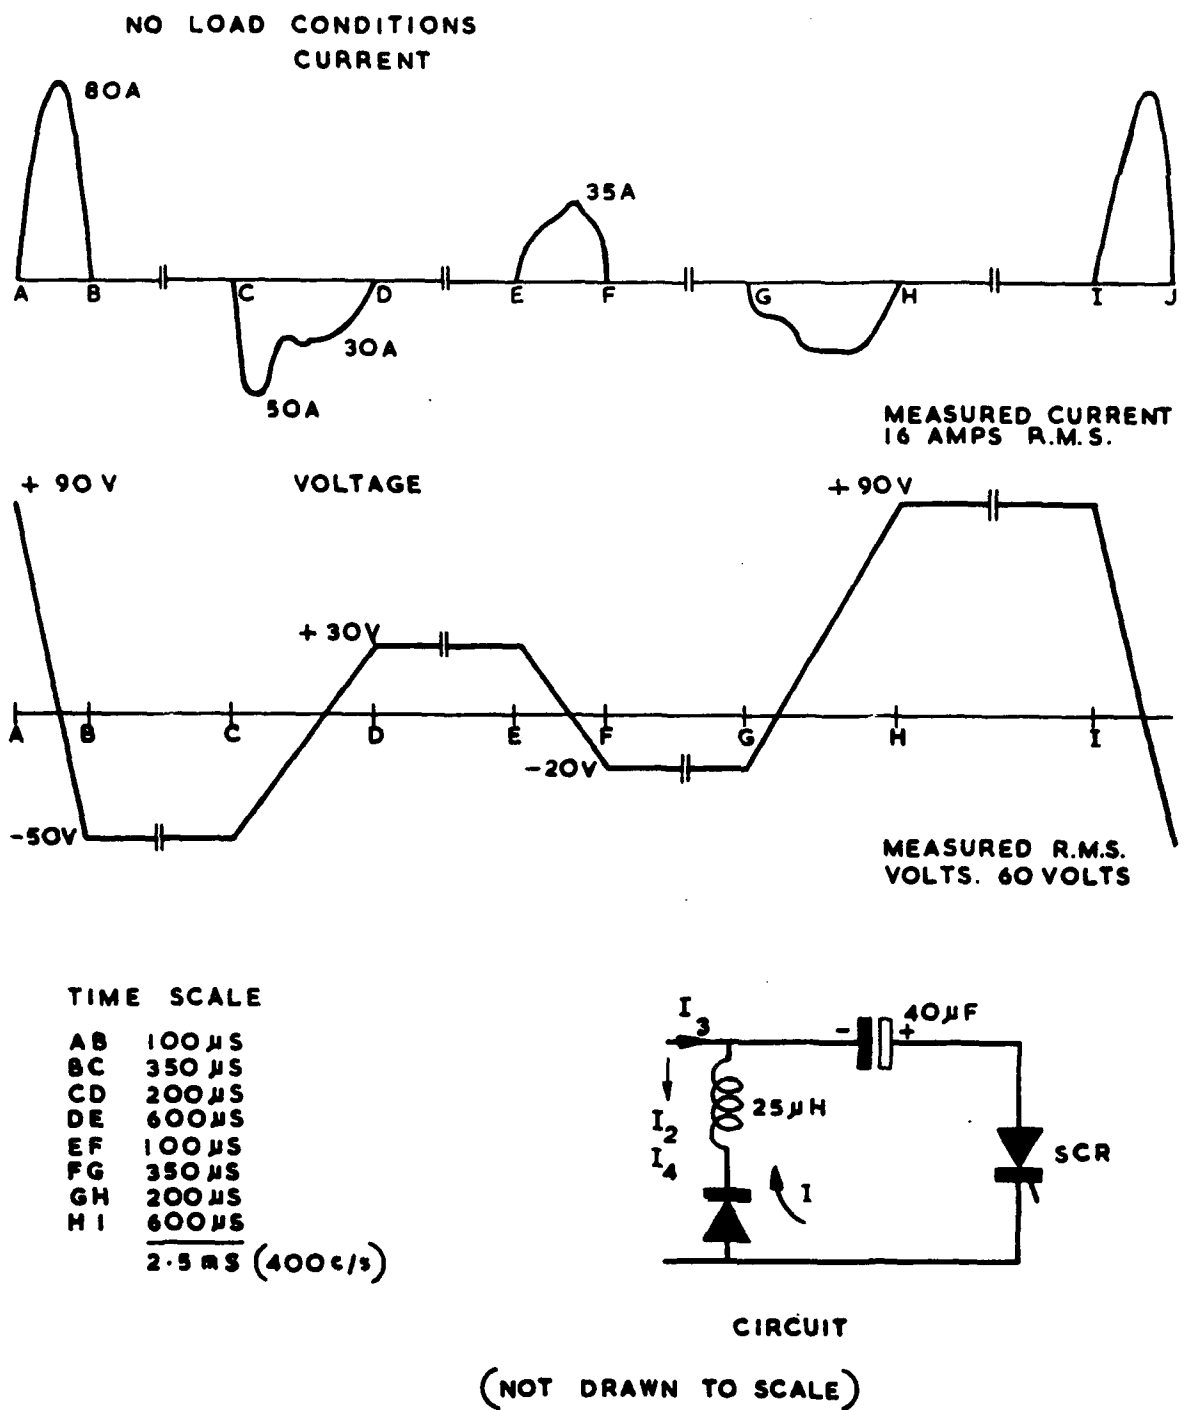 NO LOAD CONDITIONS
CURRENT
80A
35A
A B C D E F G H I J
30A
50A
MEASURED CURRENT
16 AMPS R.M.S.
+ 90V
VOLTAGE
+90V
+ 30V
A B C D E F G H I
-20V
-50V
MEASURED R.M.S.
VOLTS. 60 VOLTS
TIME SCALE
AB 100 µS
BC 350 µS
CD 200 µS
DE 600 µS
EF 100 µS
FG 350 µS
GH 200 µS
HI 600 µS
2.5 mS (400 c/s)
I3
- +
40µF
25µH
I2
I4
I
SCR
CIRCUIT
(NOT DRAWN TO SCALE)